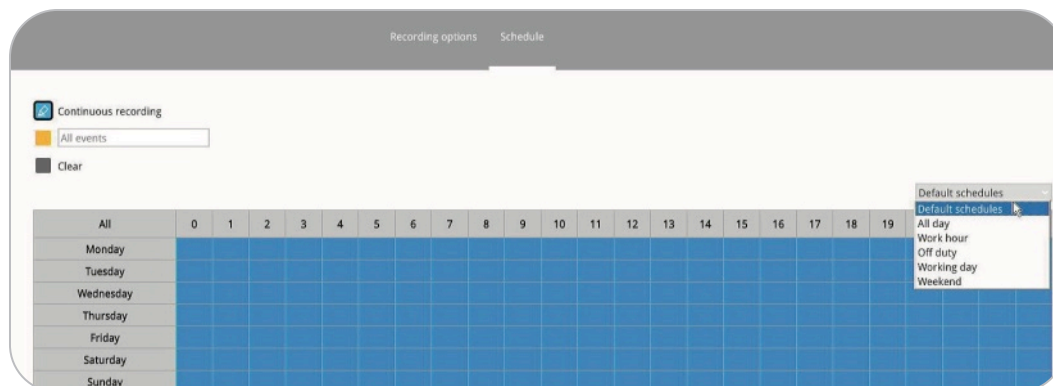 Recording options Schedule
Continuous recording
All events
Clear
Default schedules
Default schedules
All day
Work hour
Off duty
Working day
Weekend
All 0 1 2 3 4 5 6 7 8 9 10 11 12 13 14 15 16 17 18 19
Monday
Tuesday
Wednesday
Thursday
Friday
Saturday
Sunday